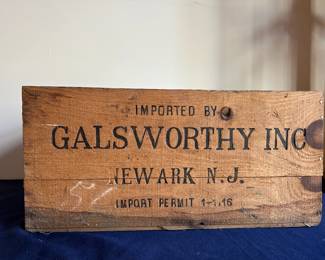 IMPORTED BY
GALSWORTHY INC
NEWARK N.J.
IMPORT PERMIT